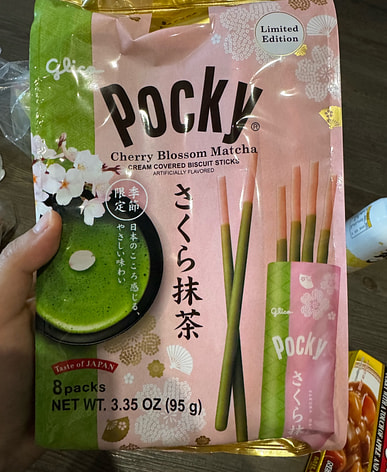 Limited
Edition
Glico
Pocky®
Cherry Blossom Matcha
CREAM COVERED BISCUIT STICKS
ARTIFICIALLY FLAVORED
さくら抹茶
季節
限定
日本のこころ感じる、
やさしい味わい
Glico
Pocky
さくら抹
Taste of JAPAN
8 packs
NET WT. 3.35 OZ (95 g)